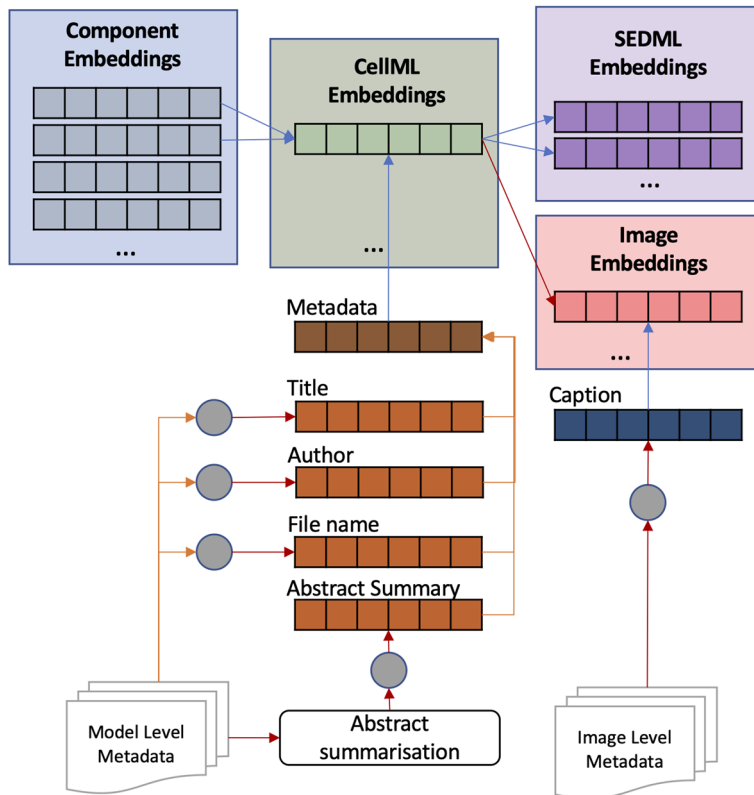 Component
Embeddings
...
CellML
Embeddings
...
SEDML
Embeddings
...
Image
Embeddings
...
Metadata
Title
Author
File name
Abstract Summary
Caption
Model Level
Metadata
Abstract
summarisation
Image Level
Metadata